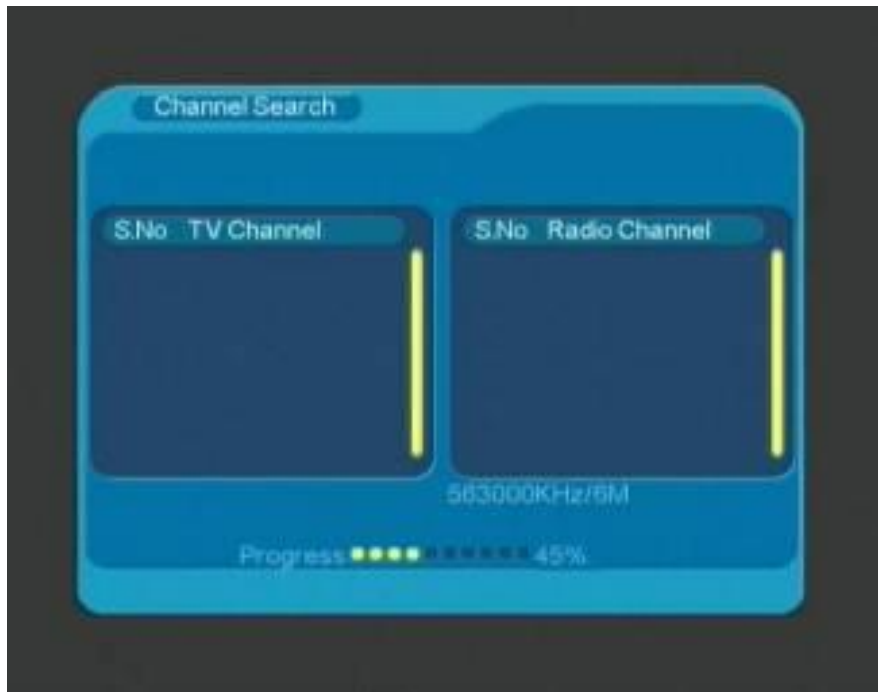 Channel Search
S.No TV Channel
S.No Radio Channel
563000KHz/6M
Progress 45%